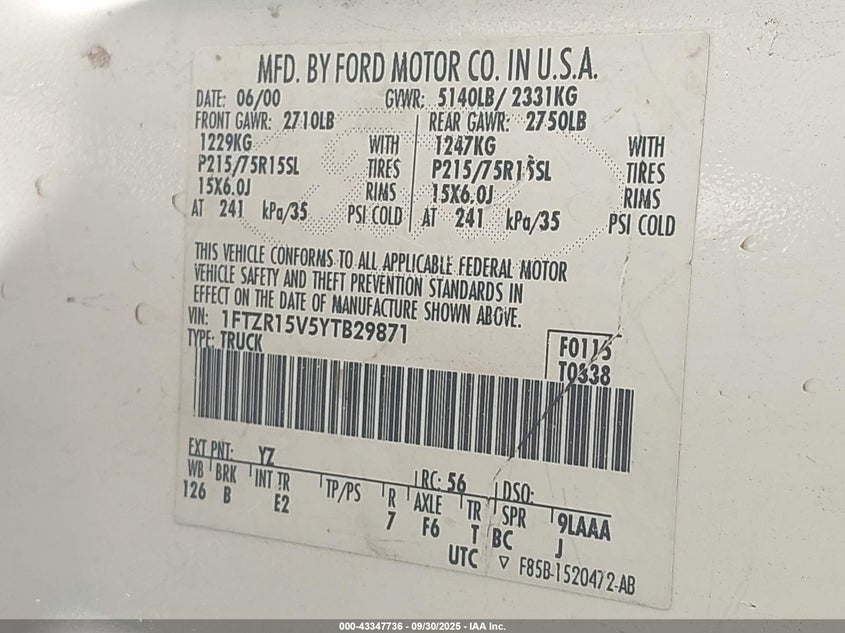 MFD. BY FORD MOTOR CO. IN U.S.A.
DATE: 06/00 GVWR: 5140LB/ 2331KG
FRONT GAWR: 2710LB REAR GAWR: 2750LB
1229KG WITH 1247KG WITH
P215/75R15SL TIRES P215/75R15SL TIRES
15X6.0J RIMS 15X6.0J RIMS
AT 241 kPa/35 PSI COLD AT 241 kPa/35 PSI COLD
THIS VEHICLE CONFORMS TO ALL APPLICABLE FEDERAL MOTOR
VEHICLE SAFETY AND THEFT PREVENTION STANDARDS IN
EFFECT ON THE DATE OF MANUFACTURE SHOWN ABOVE.
VIN: 1FTZR15V5YTB29871
TYPE: TRUCK
F0115
T0338
EXT PNT: YZ RC: 56 DSO:
WB BRK INT TR TP/PS R AXLE TR SPR 9LAAA
126 B E2 7 F6 T BC J
UTC ▽ F85B-1520472-AB
000-43347736 - 09/30/2025 - IAA Inc.